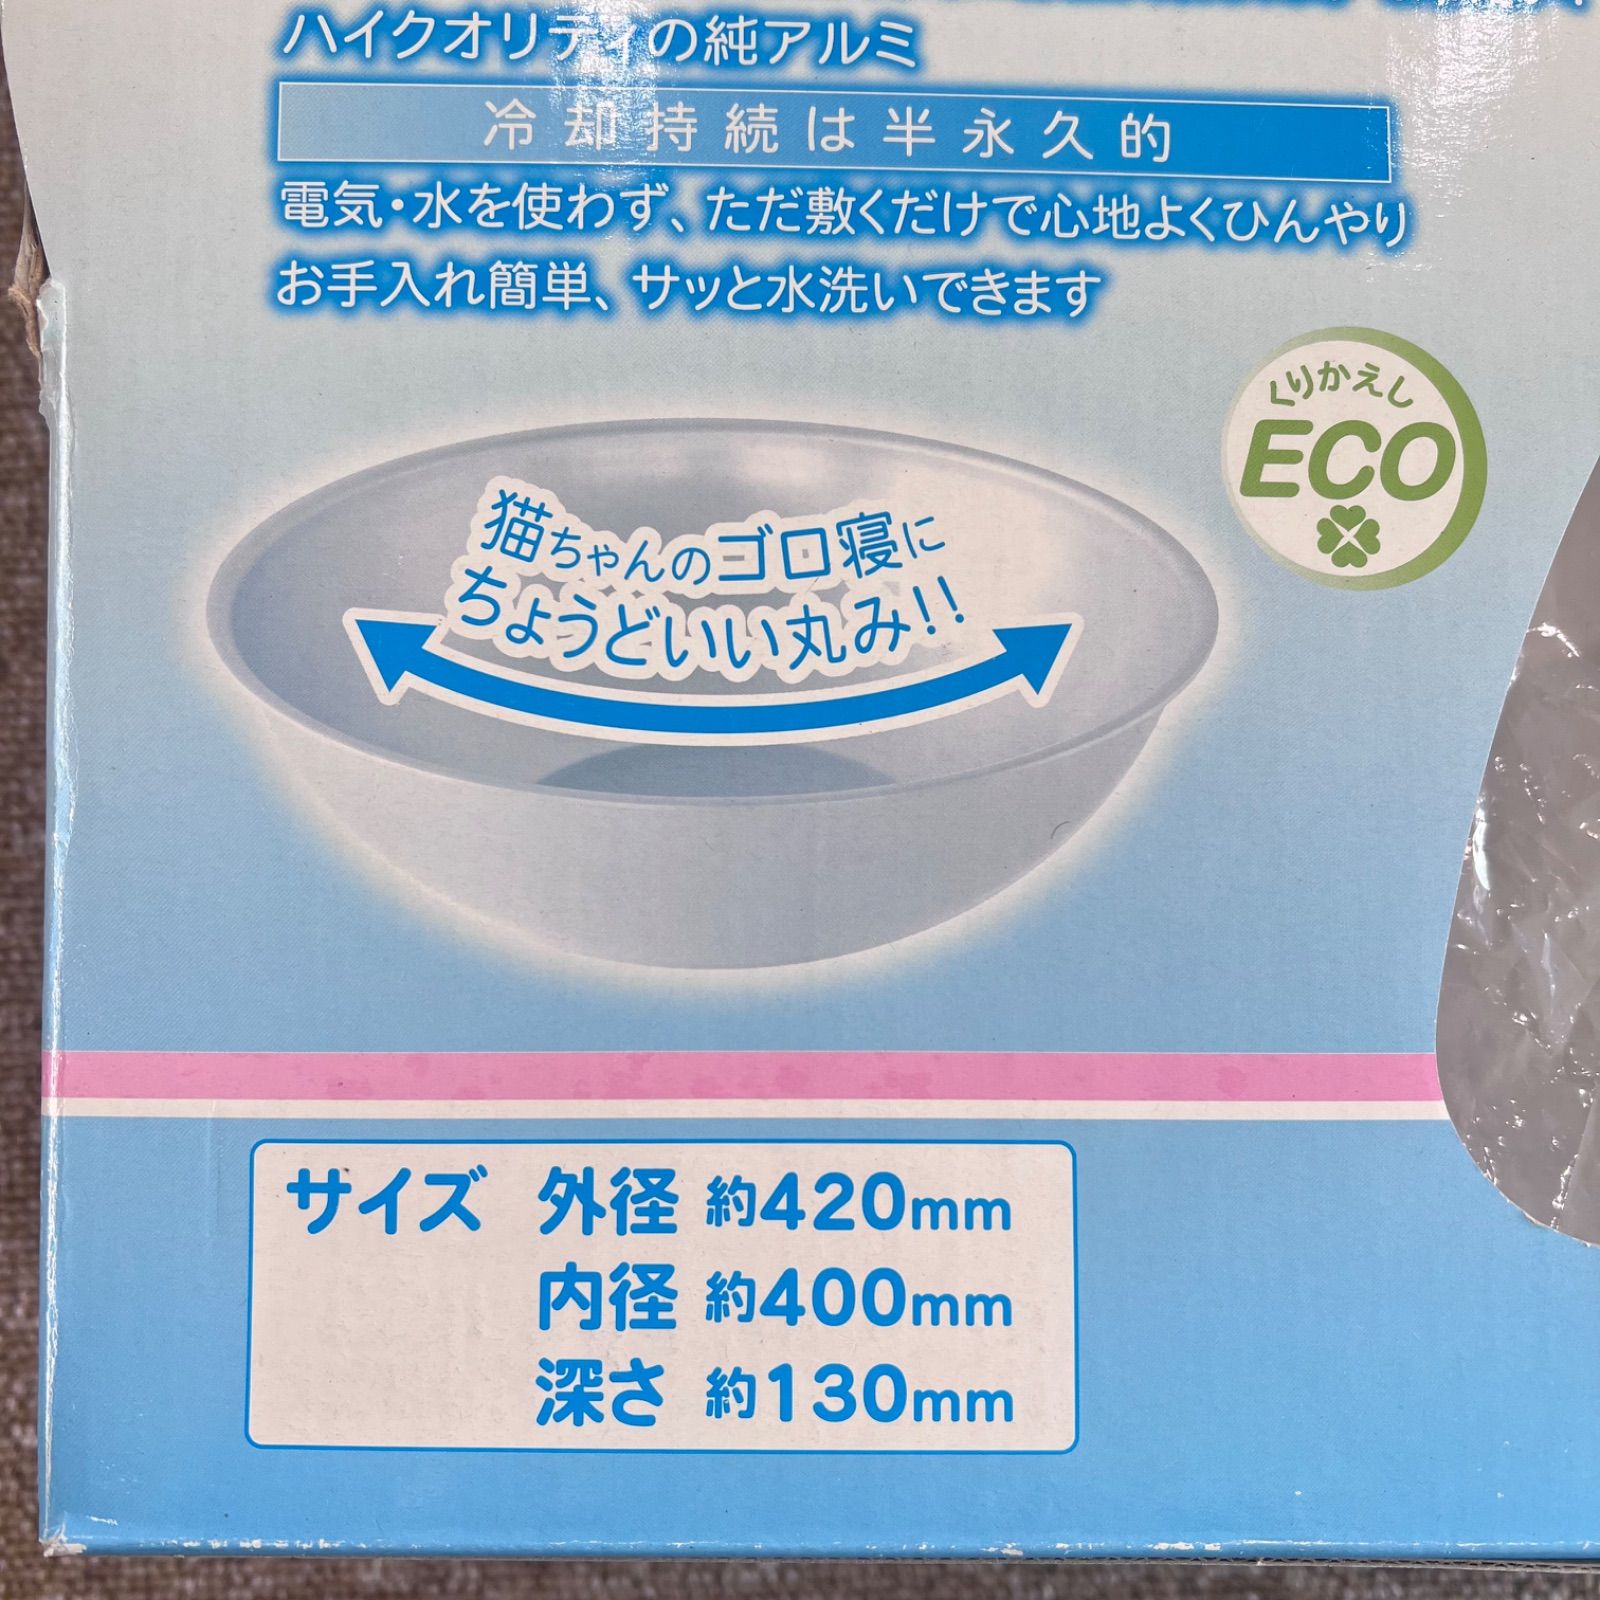 ハイクオリティの純アルミ
冷却持続は半永久的
電気・水を使わず、ただ敷くだけで心地よくひんやり
お手入れ簡単、サッと水洗いできます
くりかえし
ECO
猫ちゃんのゴロ寝に
ちょうどいい丸み!!
サイズ 外径 約420mm
内径 約400mm
深さ 約130mm